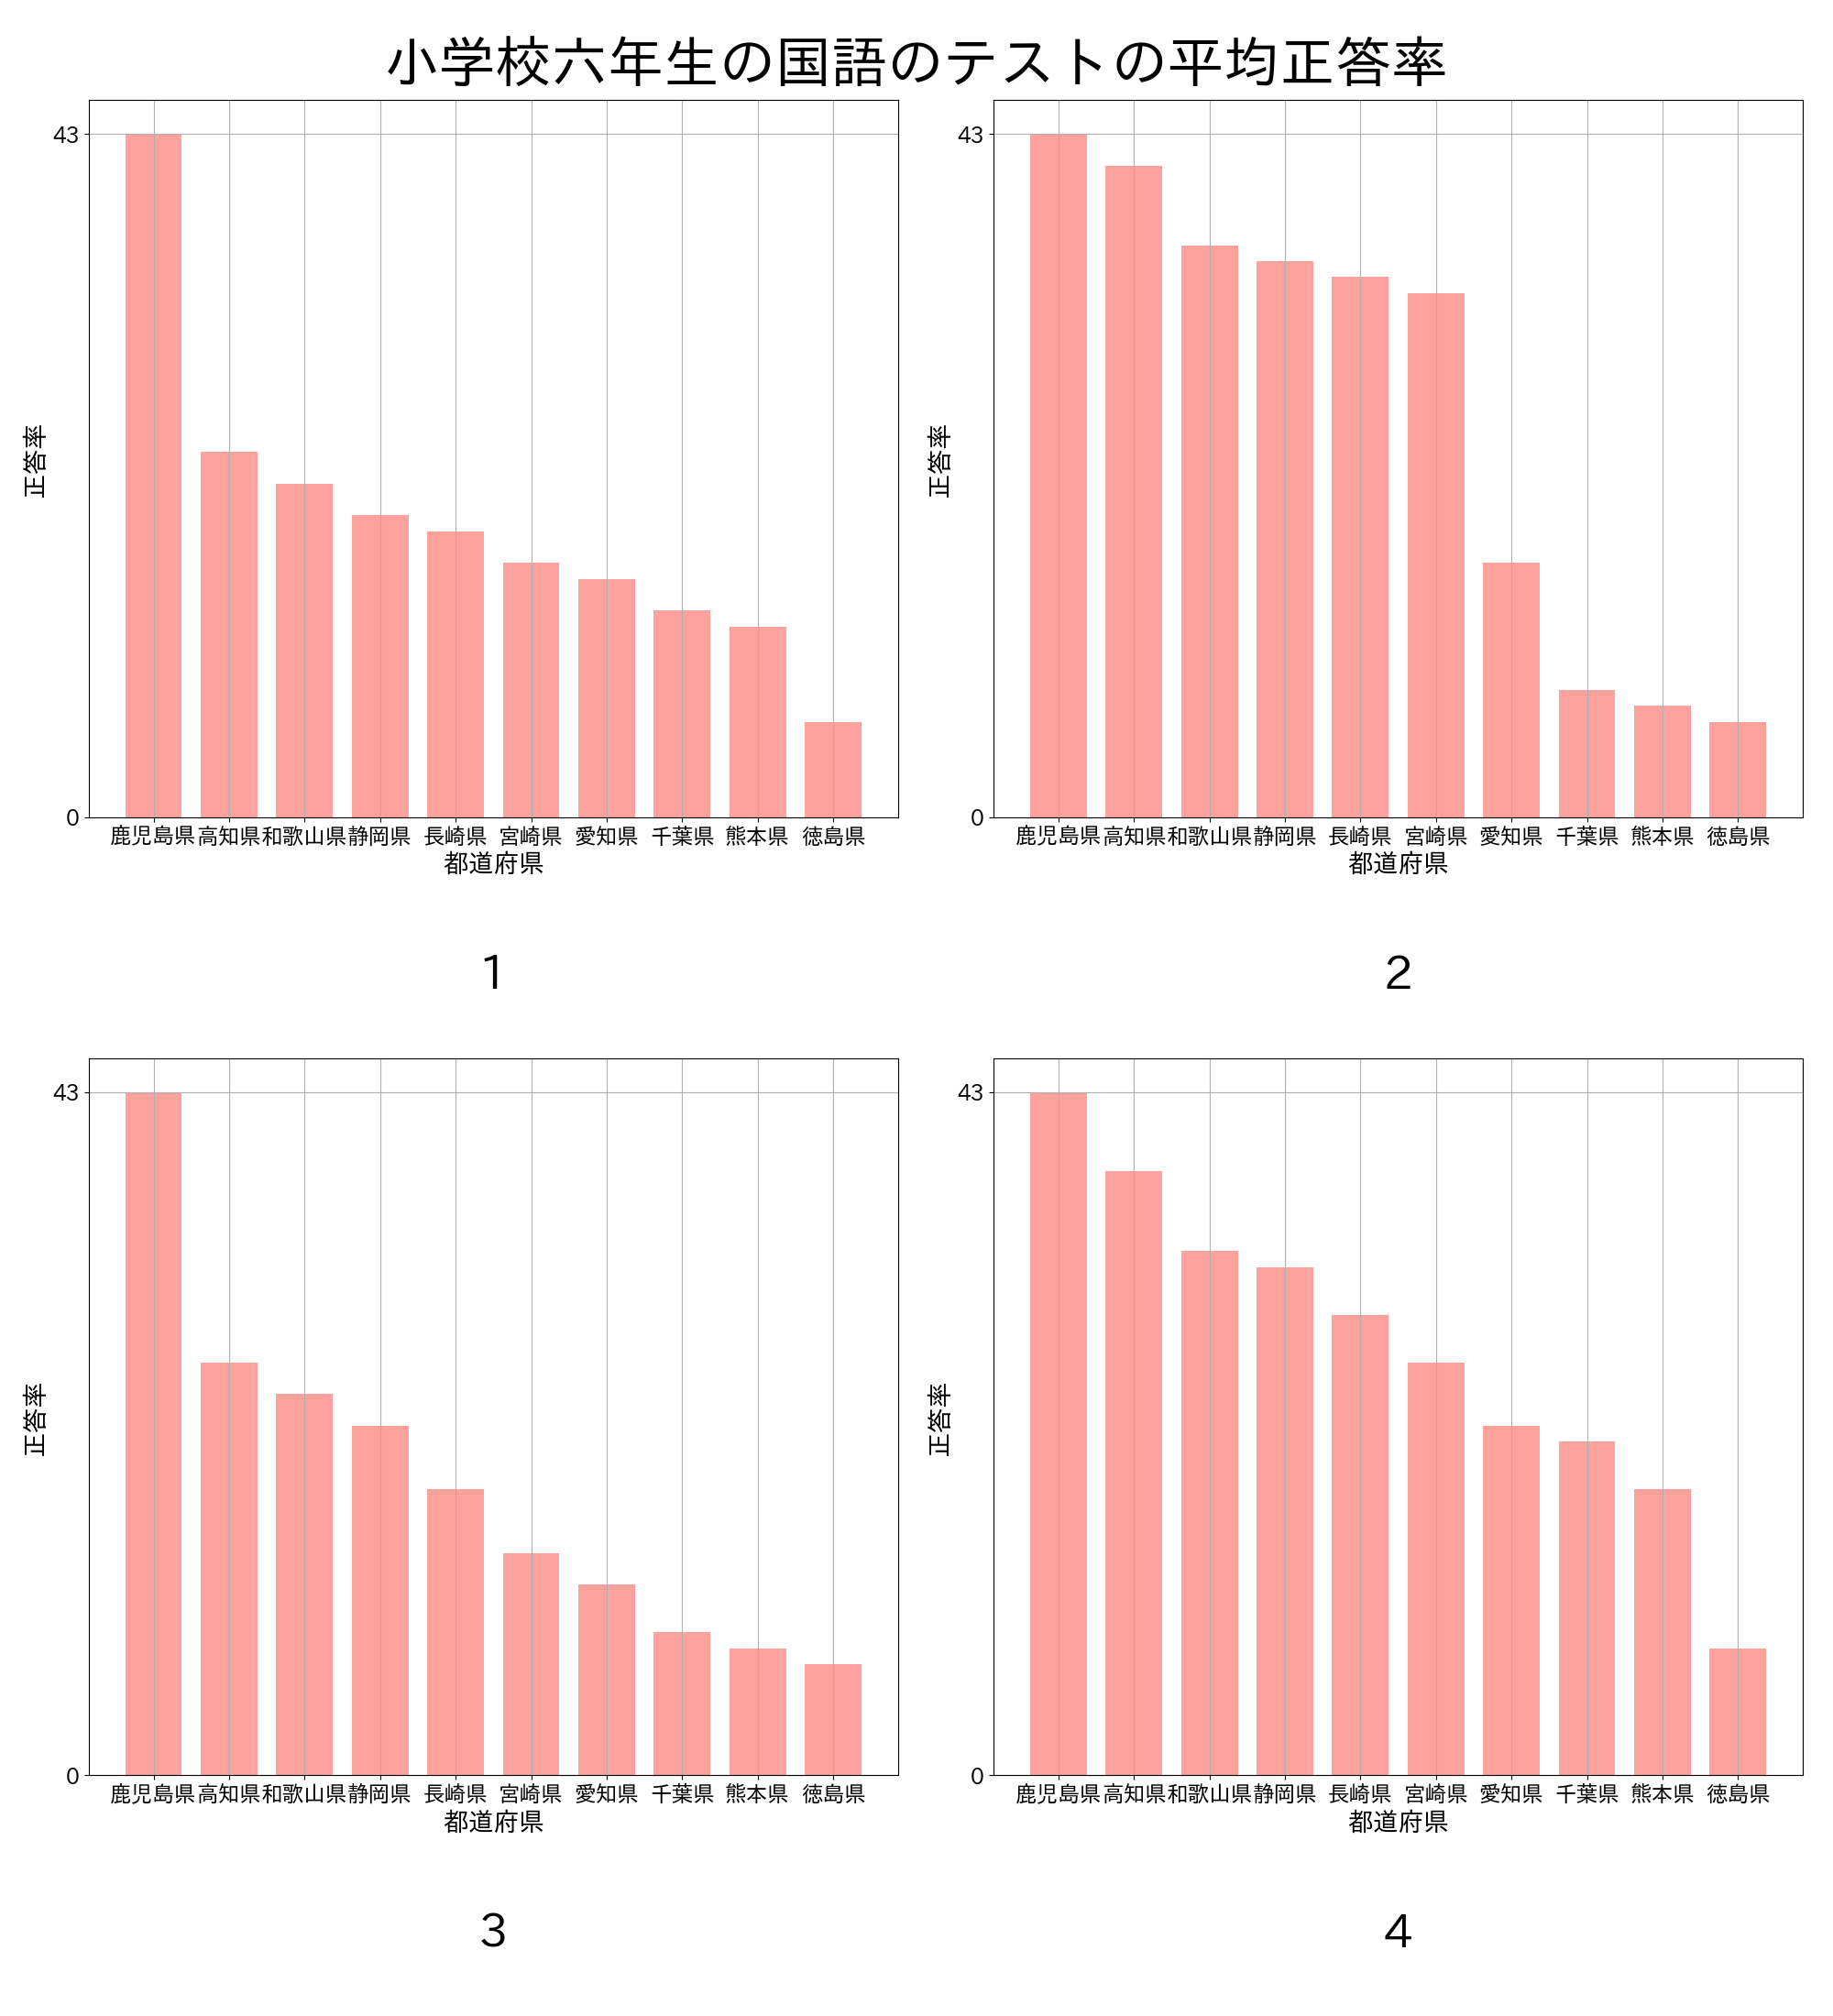 小学校六年生の国語のテストの平均正答率
43
正答率
0
鹿児島県 高知県 和歌山県 静岡県 長崎県 宮崎県 愛知県 千葉県 熊本県 徳島県
都道府県
1
43
正答率
0
鹿児島県 高知県 和歌山県 静岡県 長崎県 宮崎県 愛知県 千葉県 熊本県 徳島県
都道府県
2
43
正答率
0
鹿児島県 高知県 和歌山県 静岡県 長崎県 宮崎県 愛知県 千葉県 熊本県 徳島県
都道府県
3
43
正答率
0
鹿児島県 高知県 和歌山県 静岡県 長崎県 宮崎県 愛知県 千葉県 熊本県 徳島県
都道府県
4